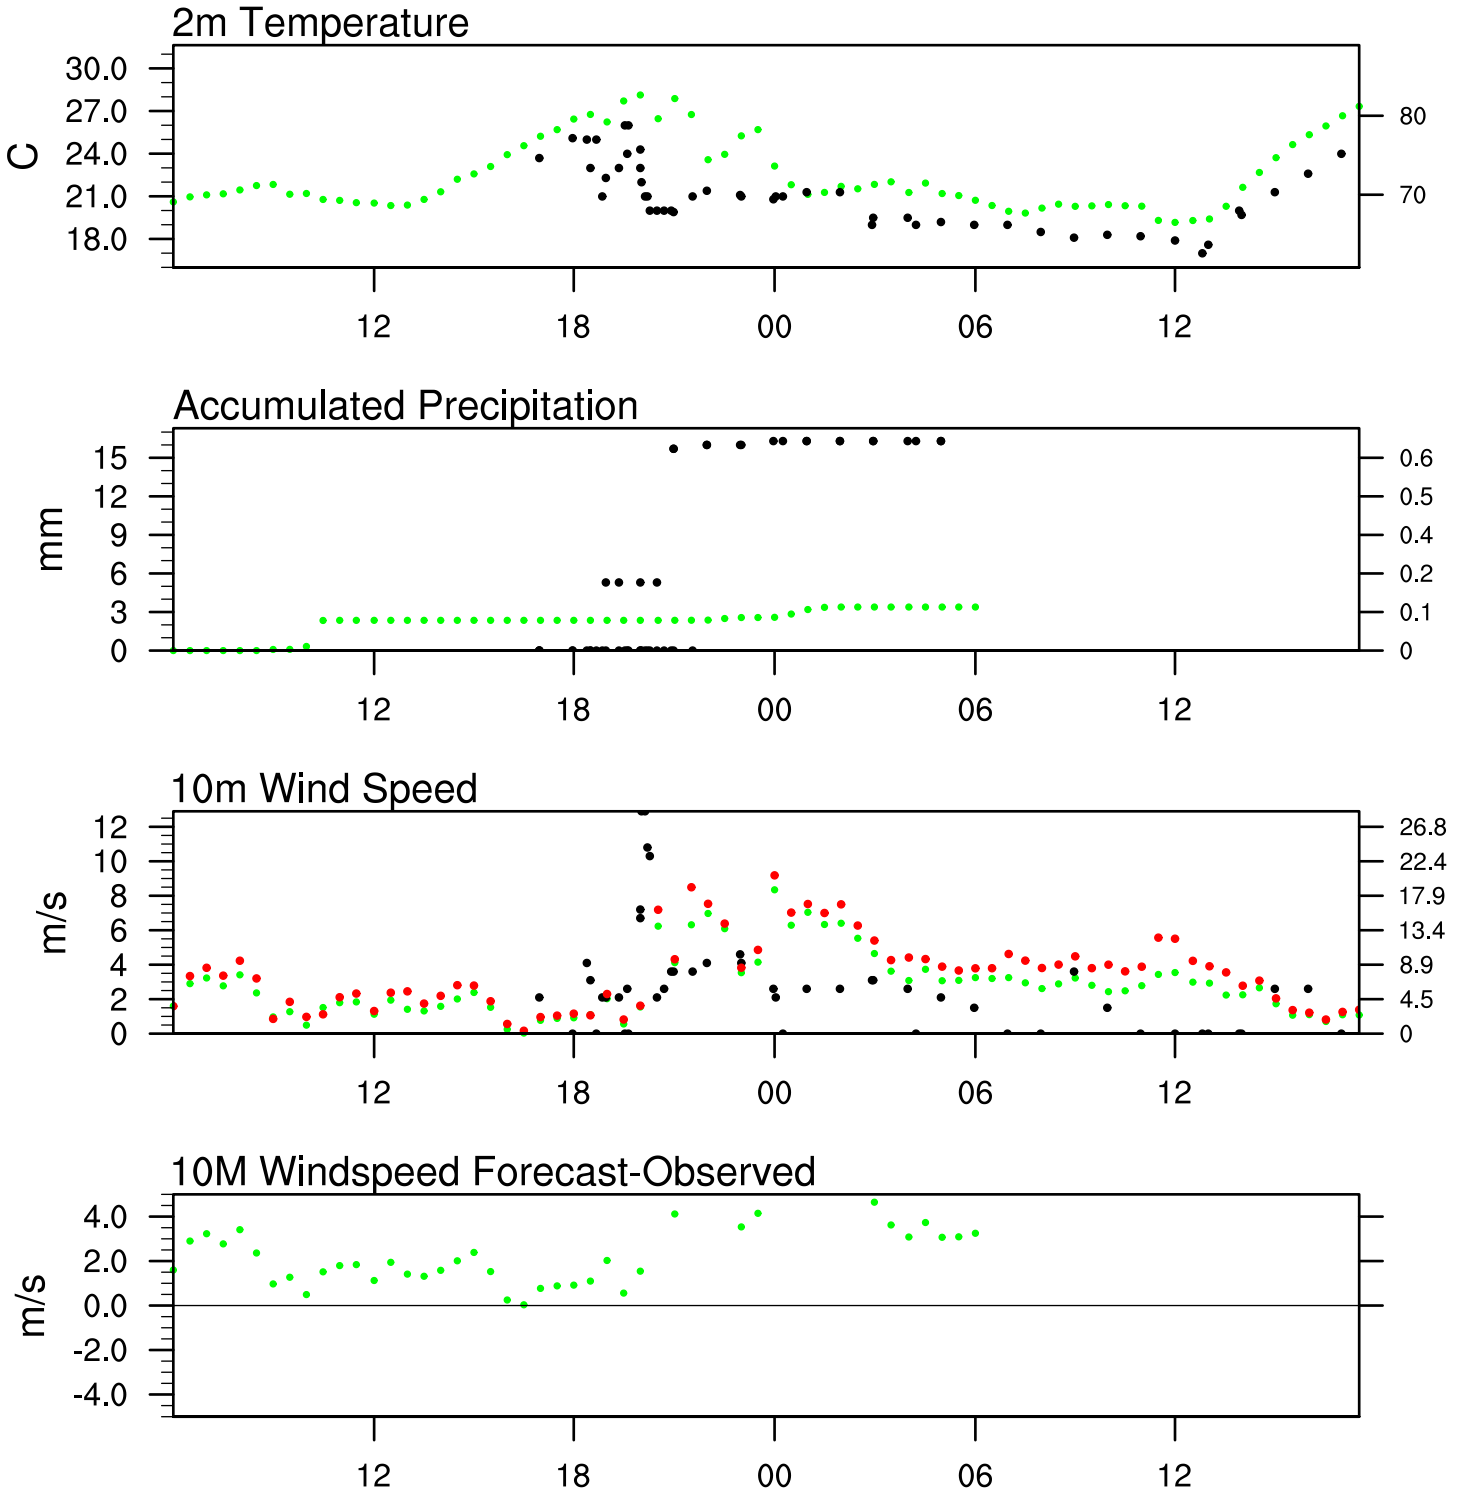 2m Temperature
30.0
27.0
80
24.0
C
21.0
70
18.0
12 18 00 06 12
Accumulated Precipitation
15 0.6
12 0.5
9 0.4
mm
6 0.2
3 0.1
0 0
12 18 00 06 12
10m Wind Speed
12 26.8
10 22.4
8 17.9
m/s
6 13.4
4 8.9
2 4.5
0 0
12 18 00 06 12
10M Windspeed Forecast-Observed
4.0
2.0
m/s
0.0
-2.0
-4.0
12 18 00 06 12